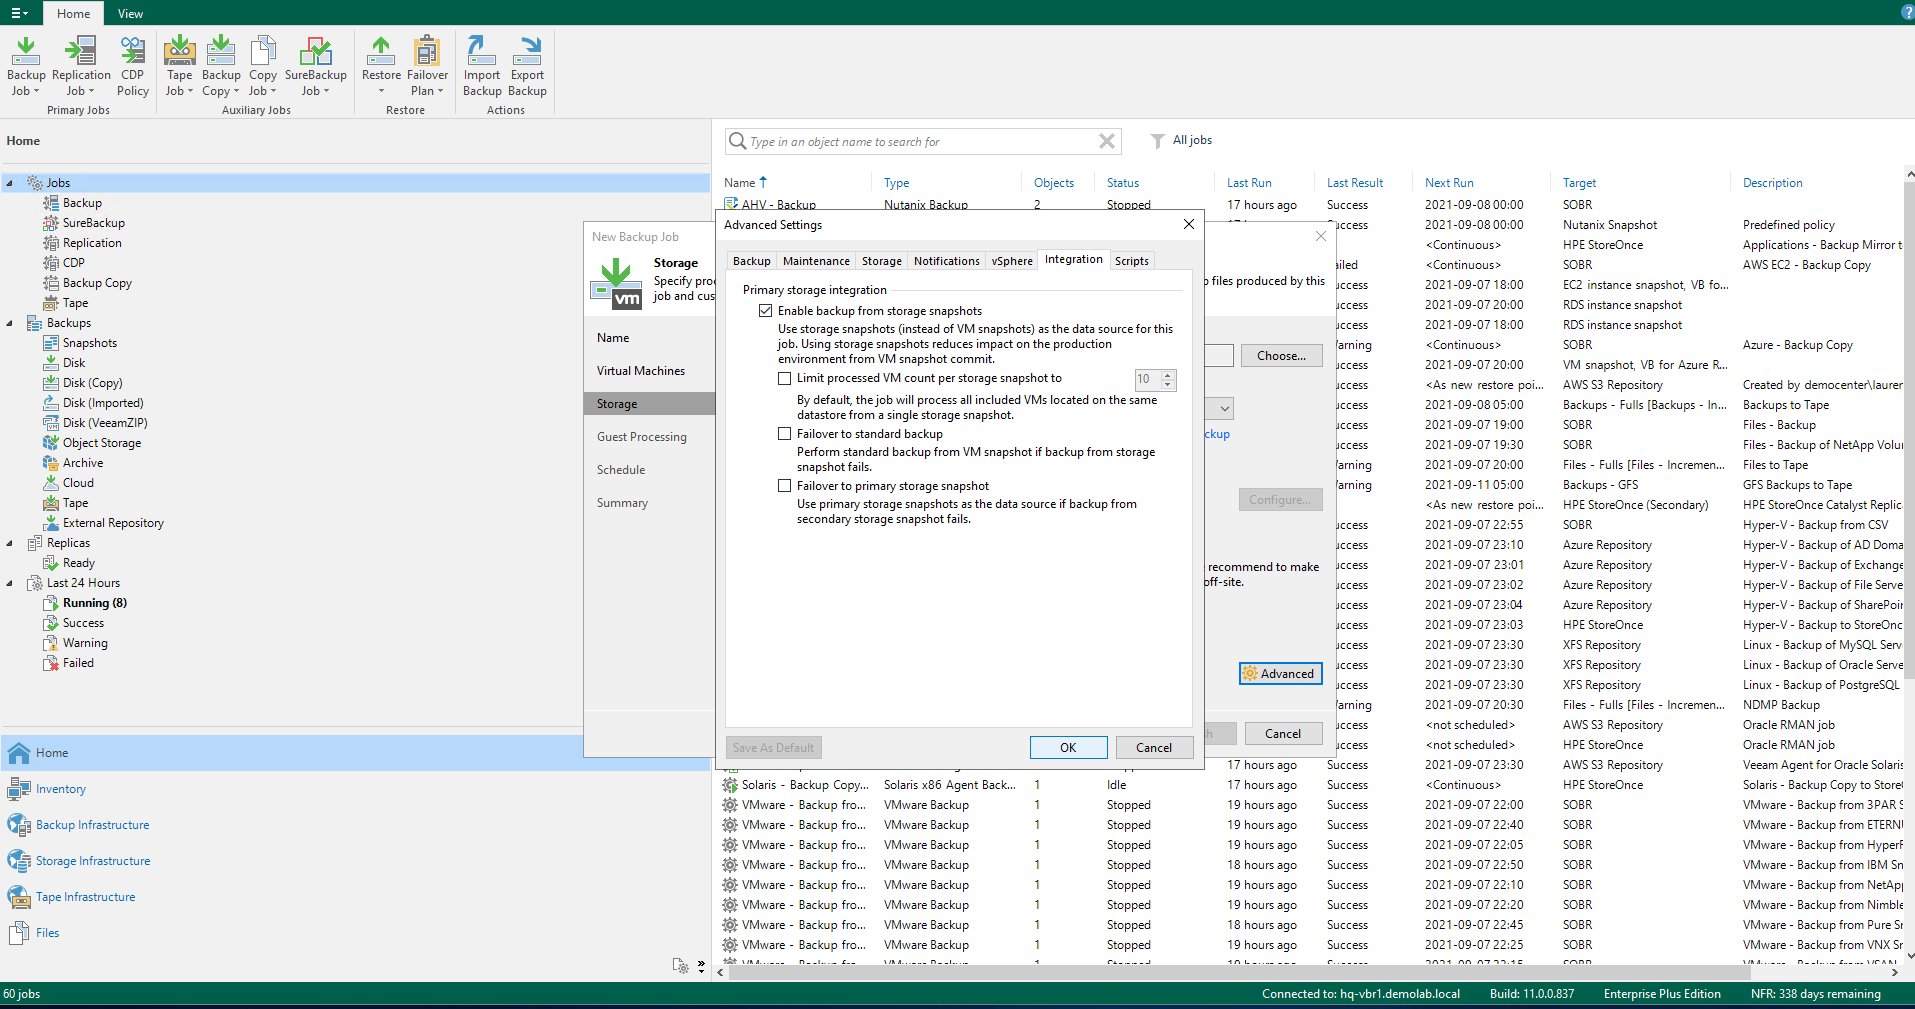 Home
View
?
Backup Job
Replication Job
CDP Policy
Primary Jobs
Tape Job
Backup Copy
Copy Job
SureBackup Job
Auxiliary Jobs
Restore
Failover Plan
Restore
Import Backup
Export Backup
Actions
Home
Jobs
Backup
SureBackup
Replication
CDP
Backup Copy
Tape
Backups
Snapshots
Disk
Disk (Copy)
Disk (Imported)
Disk (VeeamZIP)
Object Storage
Archive
Cloud
Tape
External Repository
Replicas
Ready
Last 24 Hours
Running (8)
Success
Warning
Failed
Home
Inventory
Backup Infrastructure
Storage Infrastructure
Tape Infrastructure
Files
Type in an object name to search for
All jobs
Name Type Objects Status Last Run Last Result Next Run Target Description
AHV - Backup Nutanix Backup 2 Stopped 17 hours ago Success 2021-09-08 00:00 SOBR
2021-09-08 00:00 Nutanix Snapshot Predefined policy
<Continuous> HPE StoreOnce Applications - Backup Mirror t
<Continuous> SOBR AWS EC2 - Backup Copy
2021-09-07 18:00 EC2 instance snapshot, VB fo...
2021-09-07 20:00 RDS instance snapshot
2021-09-07 18:00 RDS instance snapshot
<Continuous> SOBR Azure - Backup Copy
2021-09-07 20:00 VM snapshot, VB for Azure R...
<As new restore poi... AWS S3 Repository Created by democenter\laure
2021-09-08 05:00 Backups - Fulls [Backups - In... Backups to Tape
2021-09-07 19:00 SOBR Files - Backup
2021-09-07 19:30 SOBR Files - Backup of NetApp Volu
2021-09-07 20:00 Files - Fulls [Files - Incremen... Files to Tape
2021-09-11 05:00 Backups - GFS GFS Backups to Tape
<As new restore poi... HPE StoreOnce (Secondary) HPE StoreOnce Catalyst Replic
2021-09-07 22:55 SOBR Hyper-V - Backup from CSV
2021-09-07 23:10 Azure Repository Hyper-V - Backup of AD Doma
2021-09-07 23:01 Azure Repository Hyper-V - Backup of Exchange
2021-09-07 23:02 Azure Repository Hyper-V - Backup of File Serve
2021-09-07 23:04 Azure Repository Hyper-V - Backup of SharePoi
2021-09-07 23:03 HPE StoreOnce Hyper-V - Backup to StoreOnc
2021-09-07 23:30 XFS Repository Linux - Backup of MySQL Serv
2021-09-07 23:30 XFS Repository Linux - Backup of Oracle Serve
2021-09-07 23:30 XFS Repository Linux - Backup of PostgreSQL
2021-09-07 20:30 Files - Fulls [Files - Incremen... NDMP Backup
<not scheduled> AWS S3 Repository Oracle RMAN job
<not scheduled> HPE StoreOnce Oracle RMAN job
17 hours ago Success 2021-09-07 23:30 AWS S3 Repository Veeam Agent for Oracle Solaris
Solaris - Backup Copy... Solaris x86 Agent Back... 1 Idle 17 hours ago Success <Continuous> HPE StoreOnce Solaris - Backup Copy to Store
VMware - Backup fro... VMware Backup 1 Stopped 19 hours ago Success 2021-09-07 22:00 SOBR VMware - Backup from 3PAR S
VMware - Backup fro... VMware Backup 1 Stopped 19 hours ago Success 2021-09-07 22:40 SOBR VMware - Backup from ETERN
VMware - Backup fro... VMware Backup 1 Stopped 19 hours ago Success 2021-09-07 22:05 SOBR VMware - Backup from HyperF
VMware - Backup fro... VMware Backup 1 Stopped 18 hours ago Success 2021-09-07 22:50 SOBR VMware - Backup from IBM Sn
VMware - Backup fro... VMware Backup 1 Stopped 19 hours ago Success 2021-09-07 22:10 SOBR VMware - Backup from NetAp
VMware - Backup fro... VMware Backup 1 Stopped 19 hours ago Success 2021-09-07 22:20 SOBR VMware - Backup from Nimble
VMware - Backup fro... VMware Backup 1 Stopped 18 hours ago Success 2021-09-07 22:45 SOBR VMware - Backup from Pure Sr
VMware - Backup fro... VMware Backup 1 Stopped 19 hours ago Success 2021-09-07 22:25 SOBR VMware - Backup from VNX Sr
New Backup Job
vm
Storage
Specify pro
job and cus
files produced by this
Name
Virtual Machines
Storage
Guest Processing
Schedule
Summary
Choose...
ckup
Configure...
recommend to make
off-site.
Advanced
Cancel
Advanced Settings
Backup Maintenance Storage Notifications vSphere Integration Scripts
Primary storage integration
Enable backup from storage snapshots
Use storage snapshots (instead of VM snapshots) as the data source for this
job. Using storage snapshots reduces impact on the production
environment from VM snapshot commit.
Limit processed VM count per storage snapshot to 10
By default, the job will process all included VMs located on the same
datastore from a single storage snapshot.
Failover to standard backup
Perform standard backup from VM snapshot if backup from storage
snapshot fails.
Failover to primary storage snapshot
Use primary storage snapshots as the data source if backup from
secondary storage snapshot fails.
Save As Default OK Cancel
60 jobs
Connected to: hq-vbr1.demolab.local Build: 11.0.0.837 Enterprise Plus Edition NFR: 338 days remaining